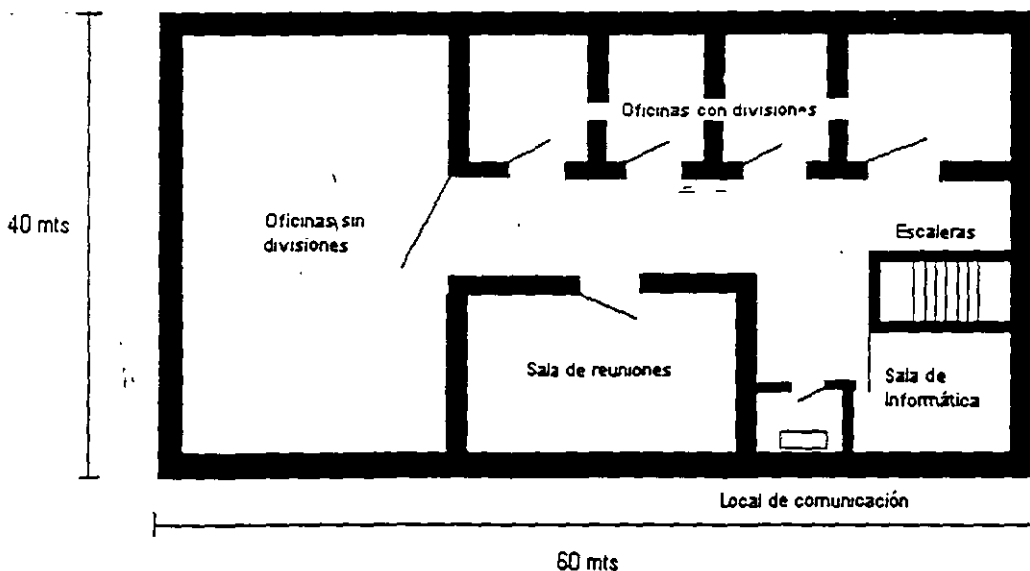 Oficinas con divisiones
40 mts
Oficinas sin
divisiones
Escaleras
Sala de reuniones
Sala de
Informática
Local de comunicación
60 mts